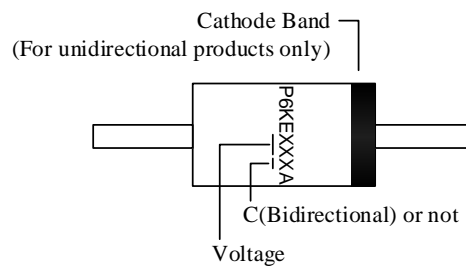 Cathode Band
(For unidirectional products only)
P6KEXXXA
C(Bidirectional) or not
Voltage